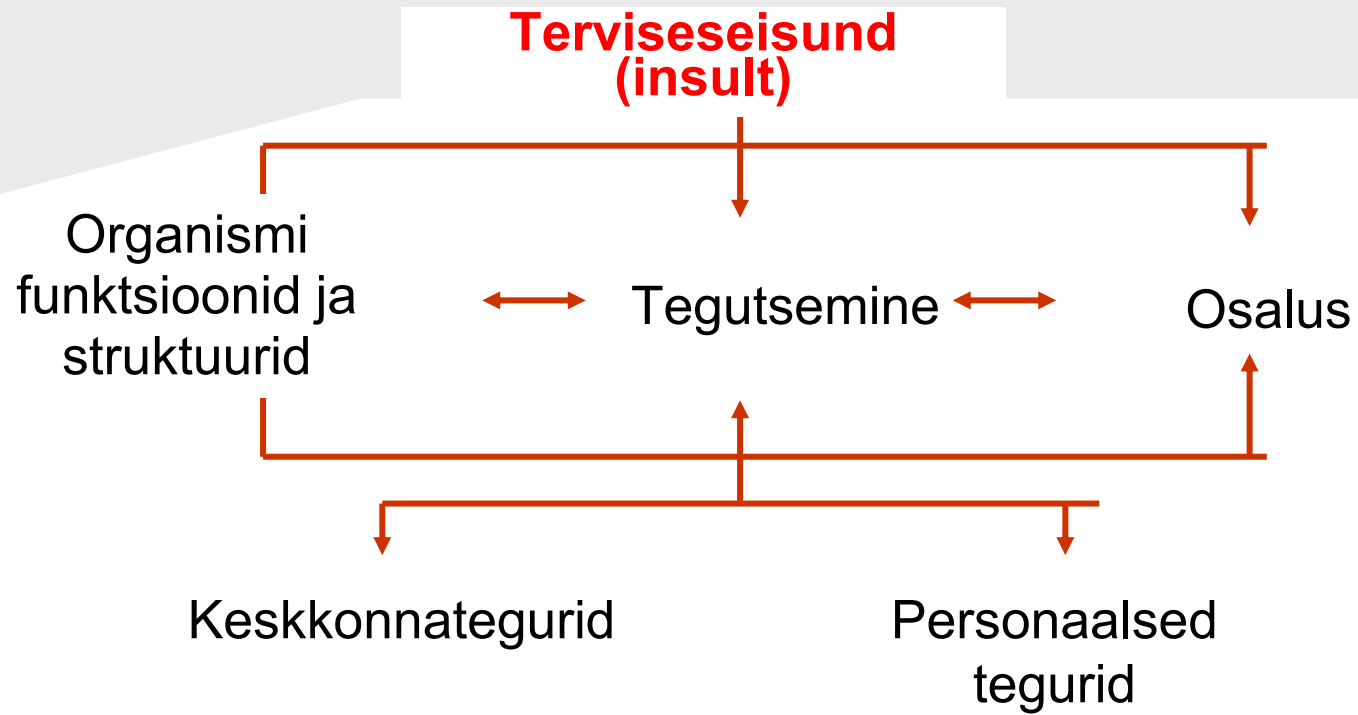 Terviseseisund
(insult)
Organismi
funktsioonid ja
struktuurid
Tegutsemine
Osalus
Keskkonnategurid
Personaalsed
tegurid